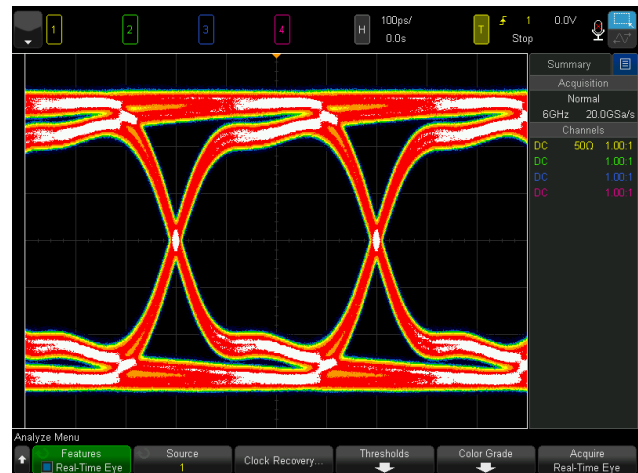 1 2 3 4 H 100ps/ 0.0s T 1 0.0V Stop
Summary
Acquisition
Normal
6GHz 20.0GSa/s
Channels
DC 50Ω 1.00:1
DC 1.00:1
DC 1.00:1
DC 1.00:1
Analyze Menu
Features
Real-Time Eye
Source
1
Clock Recovery...
Thresholds
Color Grade
Acquire
Real-Time Eye